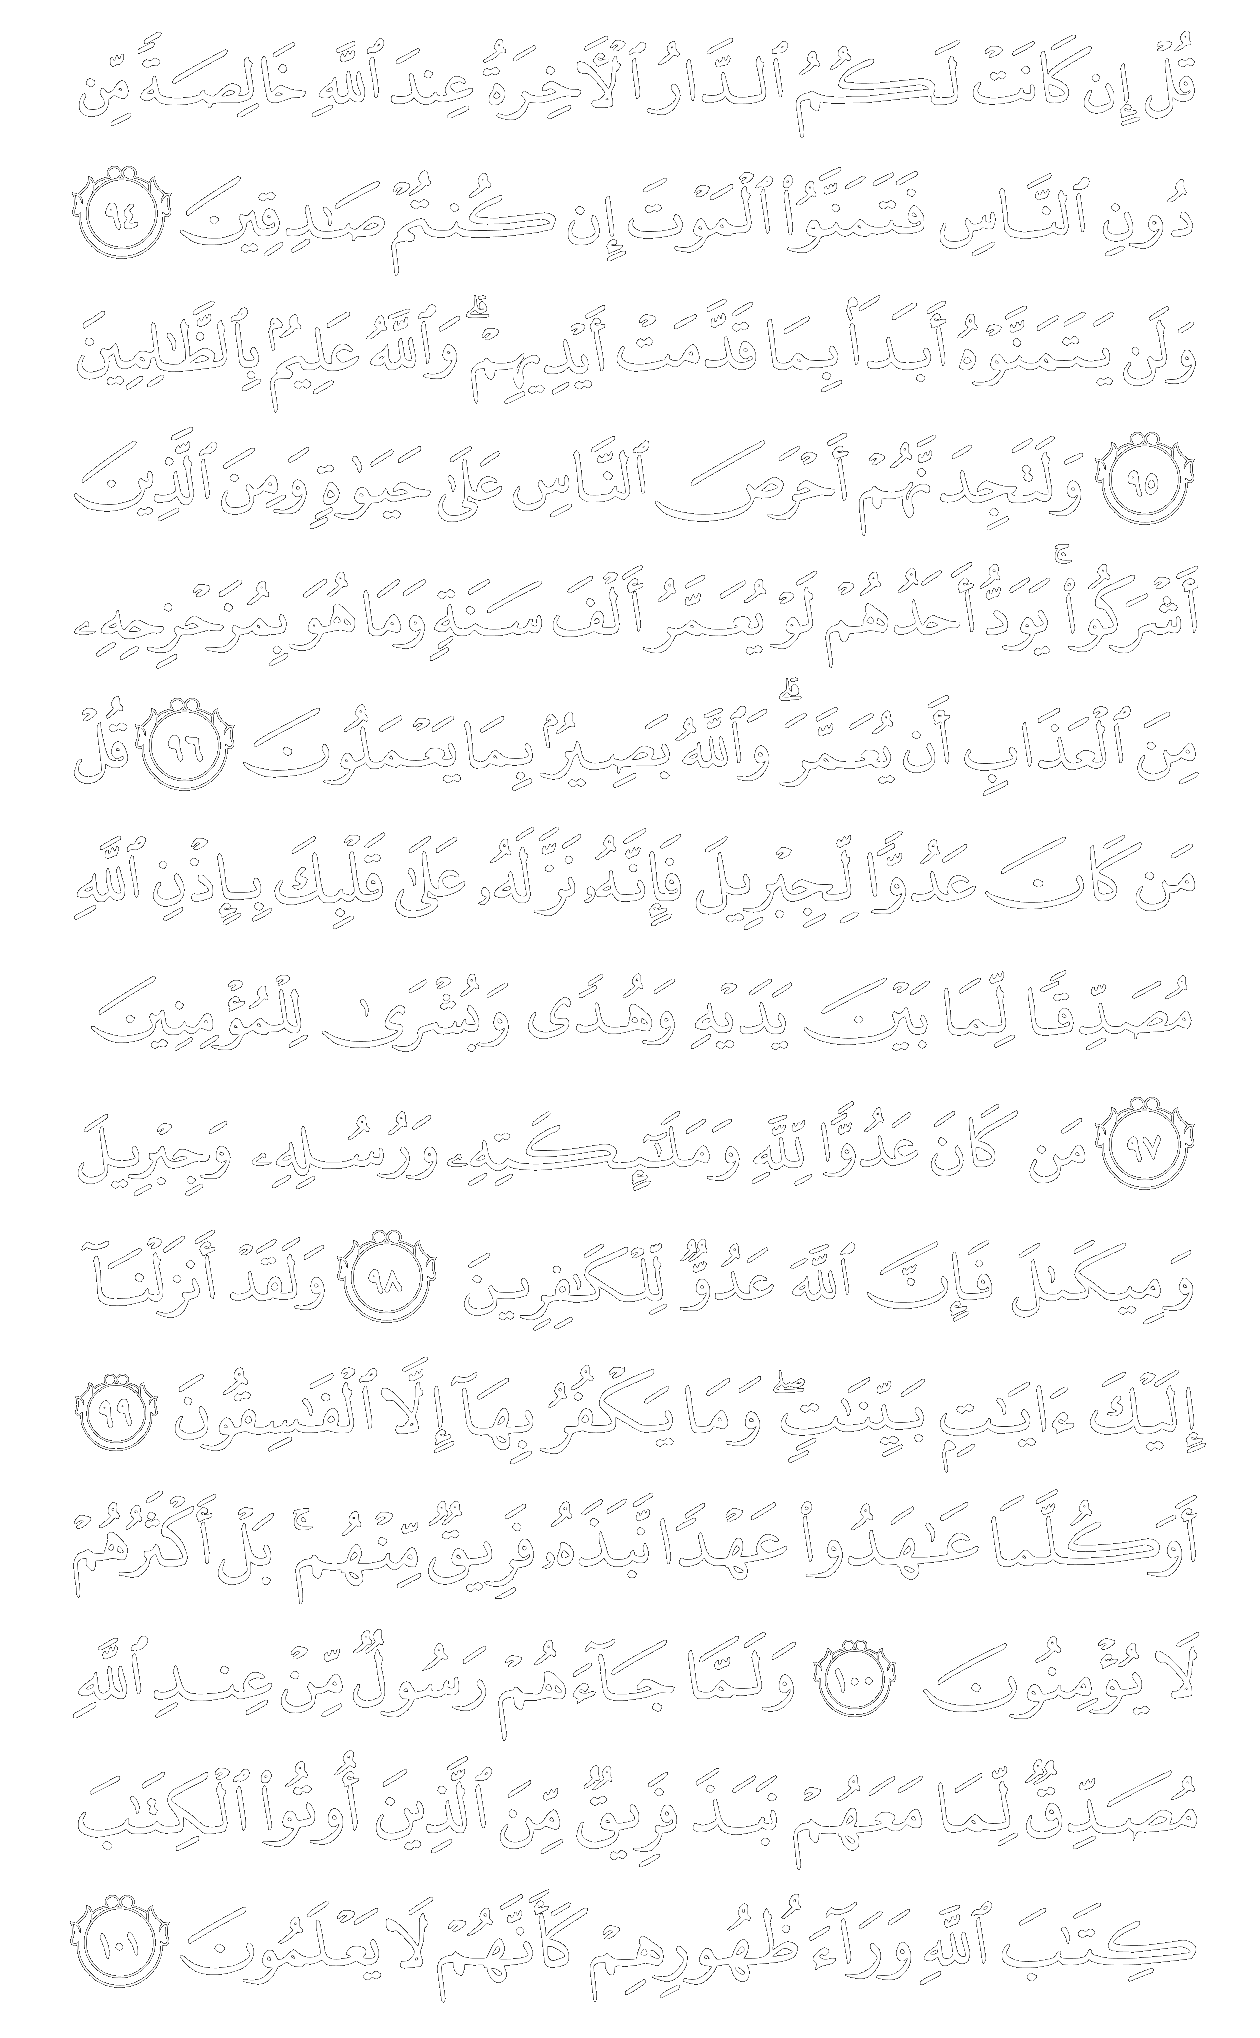 قُلْ إِن كَانَتْ لَكُمُ ٱلدَّارُ ٱلْأَخِرَةُ عِندَ ٱللَّهِ خَالِصَةً مِّن
دُونِ ٱلنَّاسِ فَتَمَنَّوُا۟ ٱلْمَوْتَ إِن كُنتُمْ صَـٰدِقِينَ ٩٤
وَلَن يَتَمَنَّوْهُ أَبَدَۢا بِمَا قَدَّمَتْ أَيْدِيهِمْ ۗ وَٱللَّهُ عَلِيمٌۢ بِٱلظَّـٰلِمِينَ
٩٥ وَلَتَجِدَنَّهُمْ أَحْرَصَ ٱلنَّاسِ عَلَىٰ حَيَوٰةٍ وَمِنَ ٱلَّذِينَ
أَشْرَكُوا۟ ۚ يَوَدُّ أَحَدُهُمْ لَوْ يُعَمَّرُ أَلْفَ سَنَةٍ وَمَا هُوَ بِمُزَحْزِحِهِۦ
مِنَ ٱلْعَذَابِ أَن يُعَمَّرَ ۗ وَٱللَّهُ بَصِيرٌۢ بِمَا يَعْمَلُونَ ٩٦ قُلْ
مَن كَانَ عَدُوًّا لِّجِبْرِيلَ فَإِنَّهُۥ نَزَّلَهُۥ عَلَىٰ قَلْبِكَ بِإِذْنِ ٱللَّهِ
مُصَدِّقًا لِّمَا بَيْنَ يَدَيْهِ وَهُدًى وَبُشْرَىٰ لِلْمُؤْمِنِينَ
٩٧ مَن كَانَ عَدُوًّا لِّلَّهِ وَمَلَـٰٓئِكَتِهِۦ وَرُسُلِهِۦ وَجِبْرِيلَ
وَمِيكَىٰلَ فَإِنَّ ٱللَّهَ عَدُوٌّ لِّلْكَـٰفِرِينَ ٩٨ وَلَقَدْ أَنزَلْنَآ
إِلَيْكَ ءَايَـٰتٍۭ بَيِّنَـٰتٍ ۖ وَمَا يَكْفُرُ بِهَآ إِلَّا ٱلْفَـٰسِقُونَ ٩٩
أَوَكُلَّمَا عَـٰهَدُوا۟ عَهْدًا نَّبَذَهُۥ فَرِيقٌ مِّنْهُم ۚ بَلْ أَكْثَرُهُمْ
لَا يُؤْمِنُونَ ١٠٠ وَلَمَّا جَآءَهُمْ رَسُولٌ مِّنْ عِندِ ٱللَّهِ
مُصَدِّقٌ لِّمَا مَعَهُمْ نَبَذَ فَرِيقٌ مِّنَ ٱلَّذِينَ أُوتُوا۟ ٱلْكِتَـٰبَ
كِتَـٰبَ ٱللَّهِ وَرَآءَ ظُهُورِهِمْ كَأَنَّهُمْ لَا يَعْلَمُونَ ١٠١